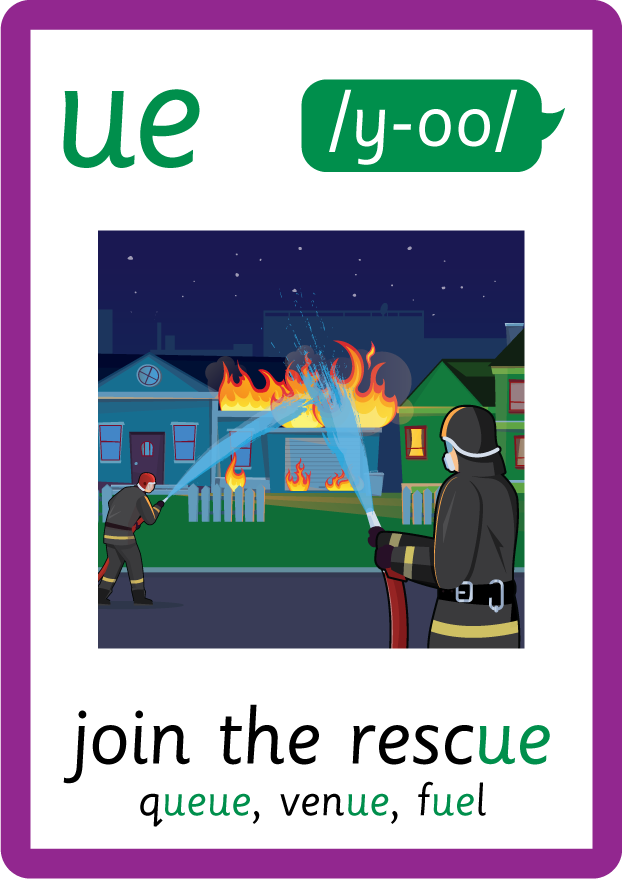 ue
/y-oo/
join the rescue
queue, venue, fuel